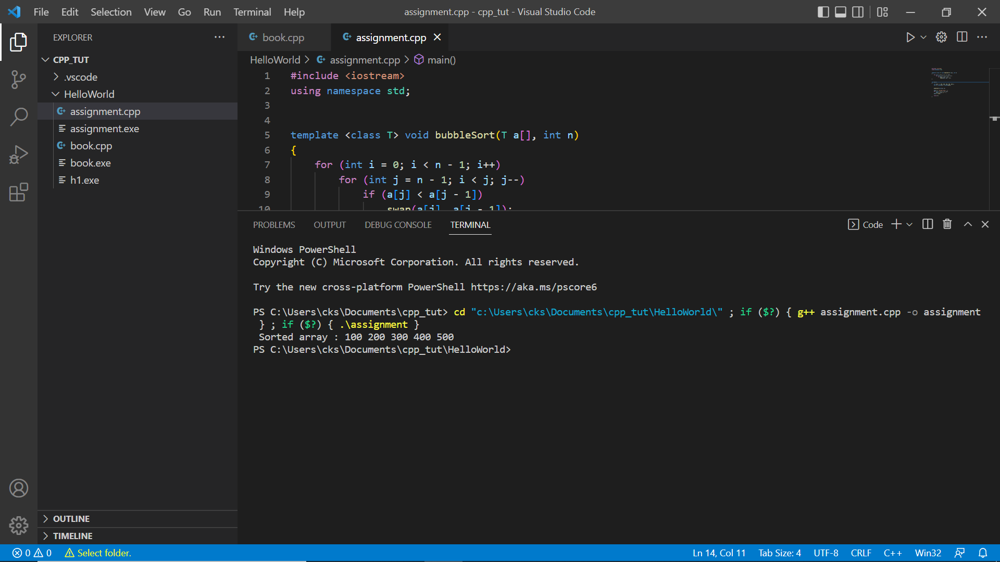 File Edit Selection View Go Run Terminal Help
assignment.cpp - cpp_tut - Visual Studio Code
EXPLORER
CPP_TUT
.vscode
HelloWorld
assignment.cpp
assignment.exe
book.cpp
book.exe
h1.exe
OUTLINE
TIMELINE
book.cpp
assignment.cpp
HelloWorld > assignment.cpp > main()
1 #include <iostream>
2 using namespace std;
3
4
5 template <class T> void bubbleSort(T a[], int n)
6 {
7 for (int i = 0; i < n - 1; i++)
8 for (int j = n - 1; i < j; j--)
9 if (a[j] < a[j - 1])
10 swap(a[j], a[j - 1]);
PROBLEMS OUTPUT DEBUG CONSOLE TERMINAL
Code
Windows PowerShell
Copyright (C) Microsoft Corporation. All rights reserved.
Try the new cross-platform PowerShell https://aka.ms/pscore6
PS C:\Users\cks\Documents\cpp_tut> cd "c:\Users\cks\Documents\cpp_tut\HelloWorld\" ; if ($?) { g++ assignment.cpp -o assignment
} ; if ($?) { .\assignment }
Sorted array : 100 200 300 400 500
PS C:\Users\cks\Documents\cpp_tut\HelloWorld>
0 0 Select folder.
Ln 14, Col 11 Tab Size: 4 UTF-8 CRLF C++ Win32